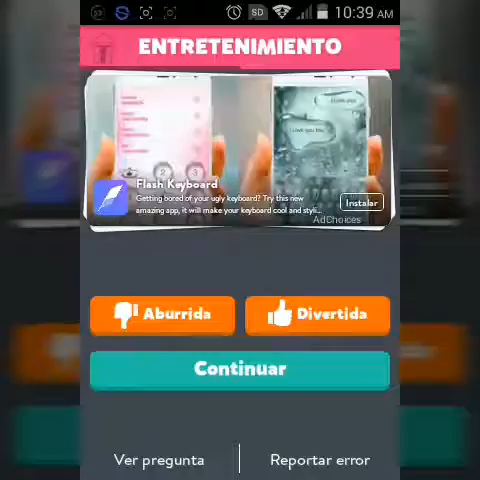 10:39 AM
ENTRETENIMIENTO
Flash Keyboard
Getting bored of your ugly keyboard? Try this new
amazing app, it will make your keyboard cool and styli...
Instalar
AdChoices
Aburrida
Divertida
Continuar
Ver pregunta
Reportar error